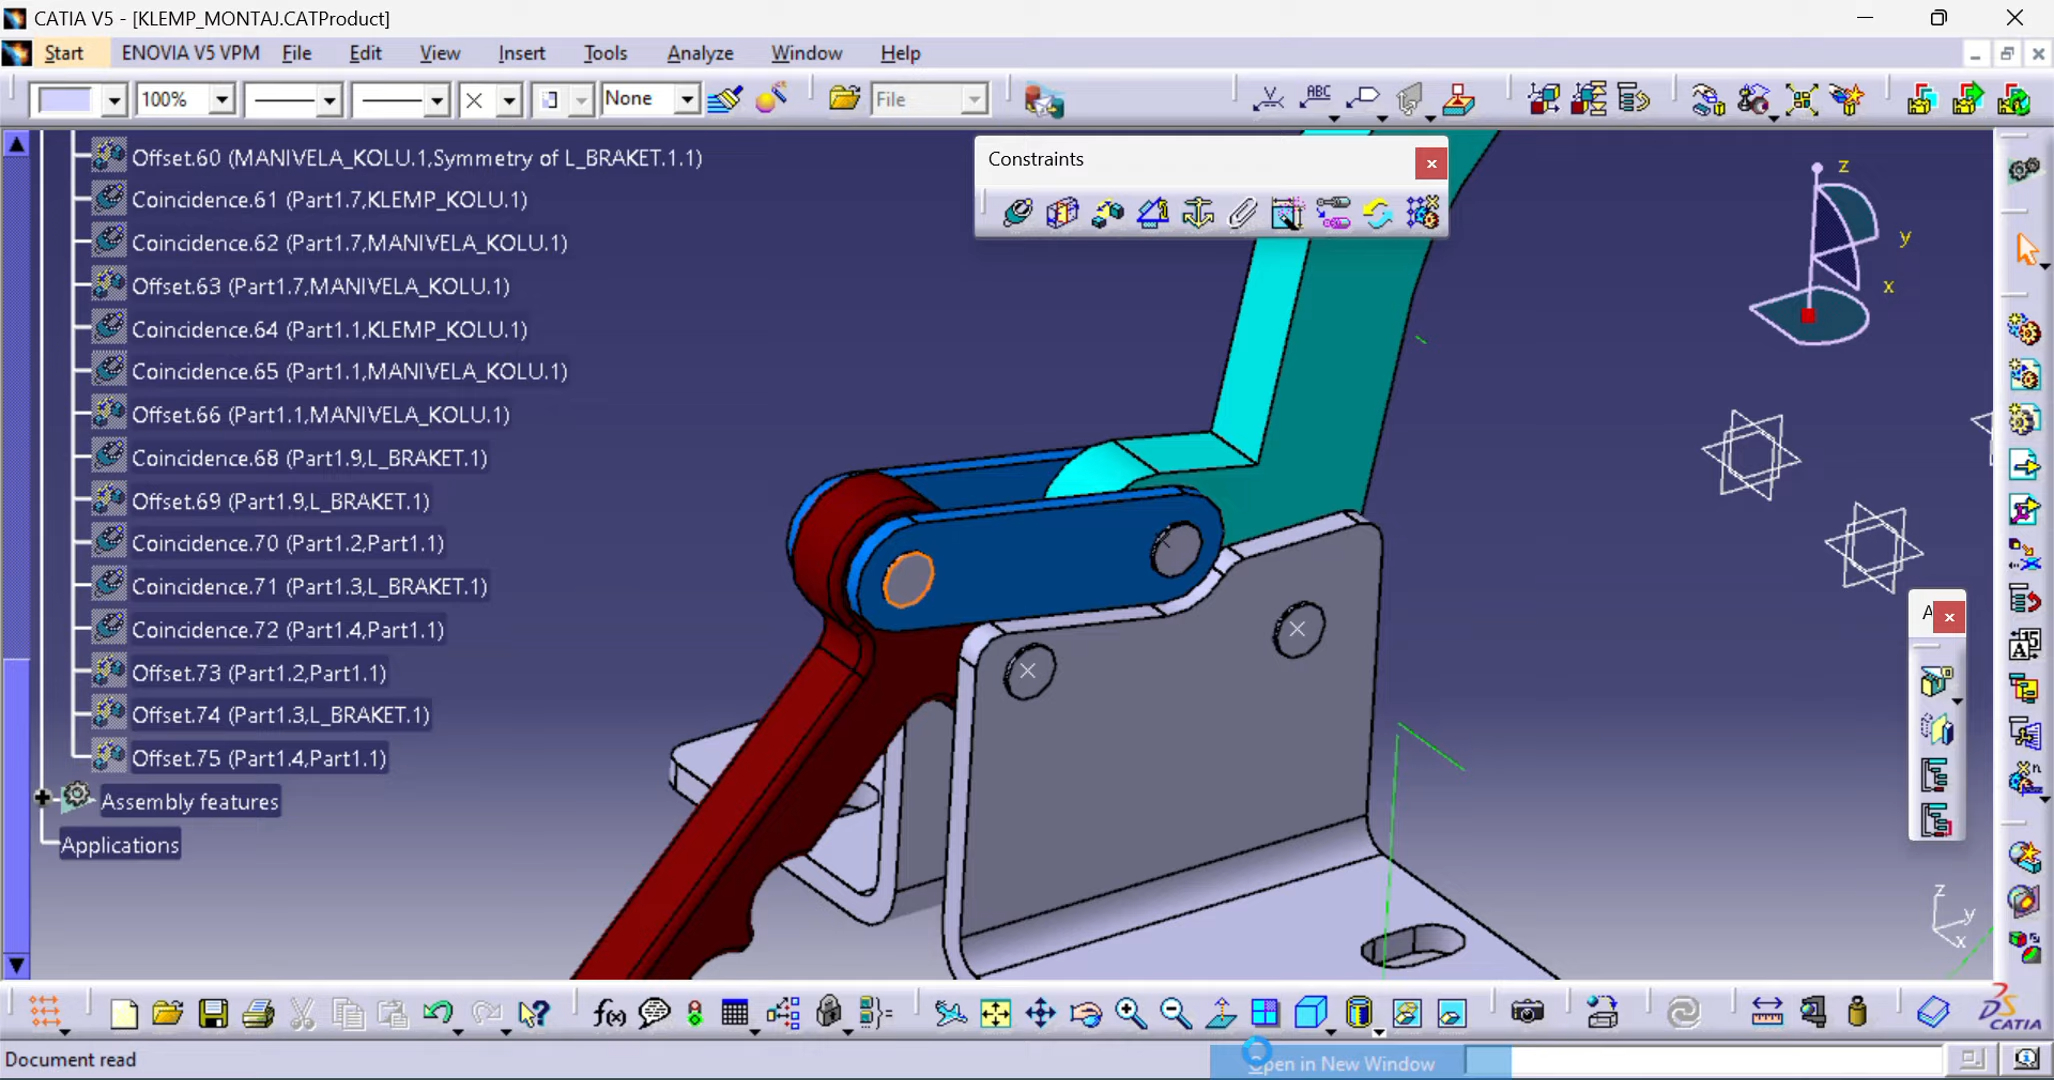 CATIA V5 - [KLEMP_MONTAJ.CATProduct]
Start ENOVIA V5 VPM File Edit View Insert Tools Analyze Window Help
100% None File
ABC
Constraints
Offset.60 (MANIVELA_KOLU.1,Symmetry of L_BRAKET.1.1)
Coincidence.61 (Part1.7,KLEMP_KOLU.1)
Coincidence.62 (Part1.7,MANIVELA_KOLU.1)
Offset.63 (Part1.7,MANIVELA_KOLU.1)
Coincidence.64 (Part1.1,KLEMP_KOLU.1)
Coincidence.65 (Part1.1,MANIVELA_KOLU.1)
Offset.66 (Part1.1,MANIVELA_KOLU.1)
Coincidence.68 (Part1.9,L_BRAKET.1)
Offset.69 (Part1.9,L_BRAKET.1)
Coincidence.70 (Part1.2,Part1.1)
Coincidence.71 (Part1.3,L_BRAKET.1)
Coincidence.72 (Part1.4,Part1.1)
Offset.73 (Part1.2,Part1.1)
Offset.74 (Part1.3,L_BRAKET.1)
Offset.75 (Part1.4,Part1.1)
Assembly features
Applications
z
y
x
A
z
y
x
f(x)
CATIA
Document read
Open in New Window